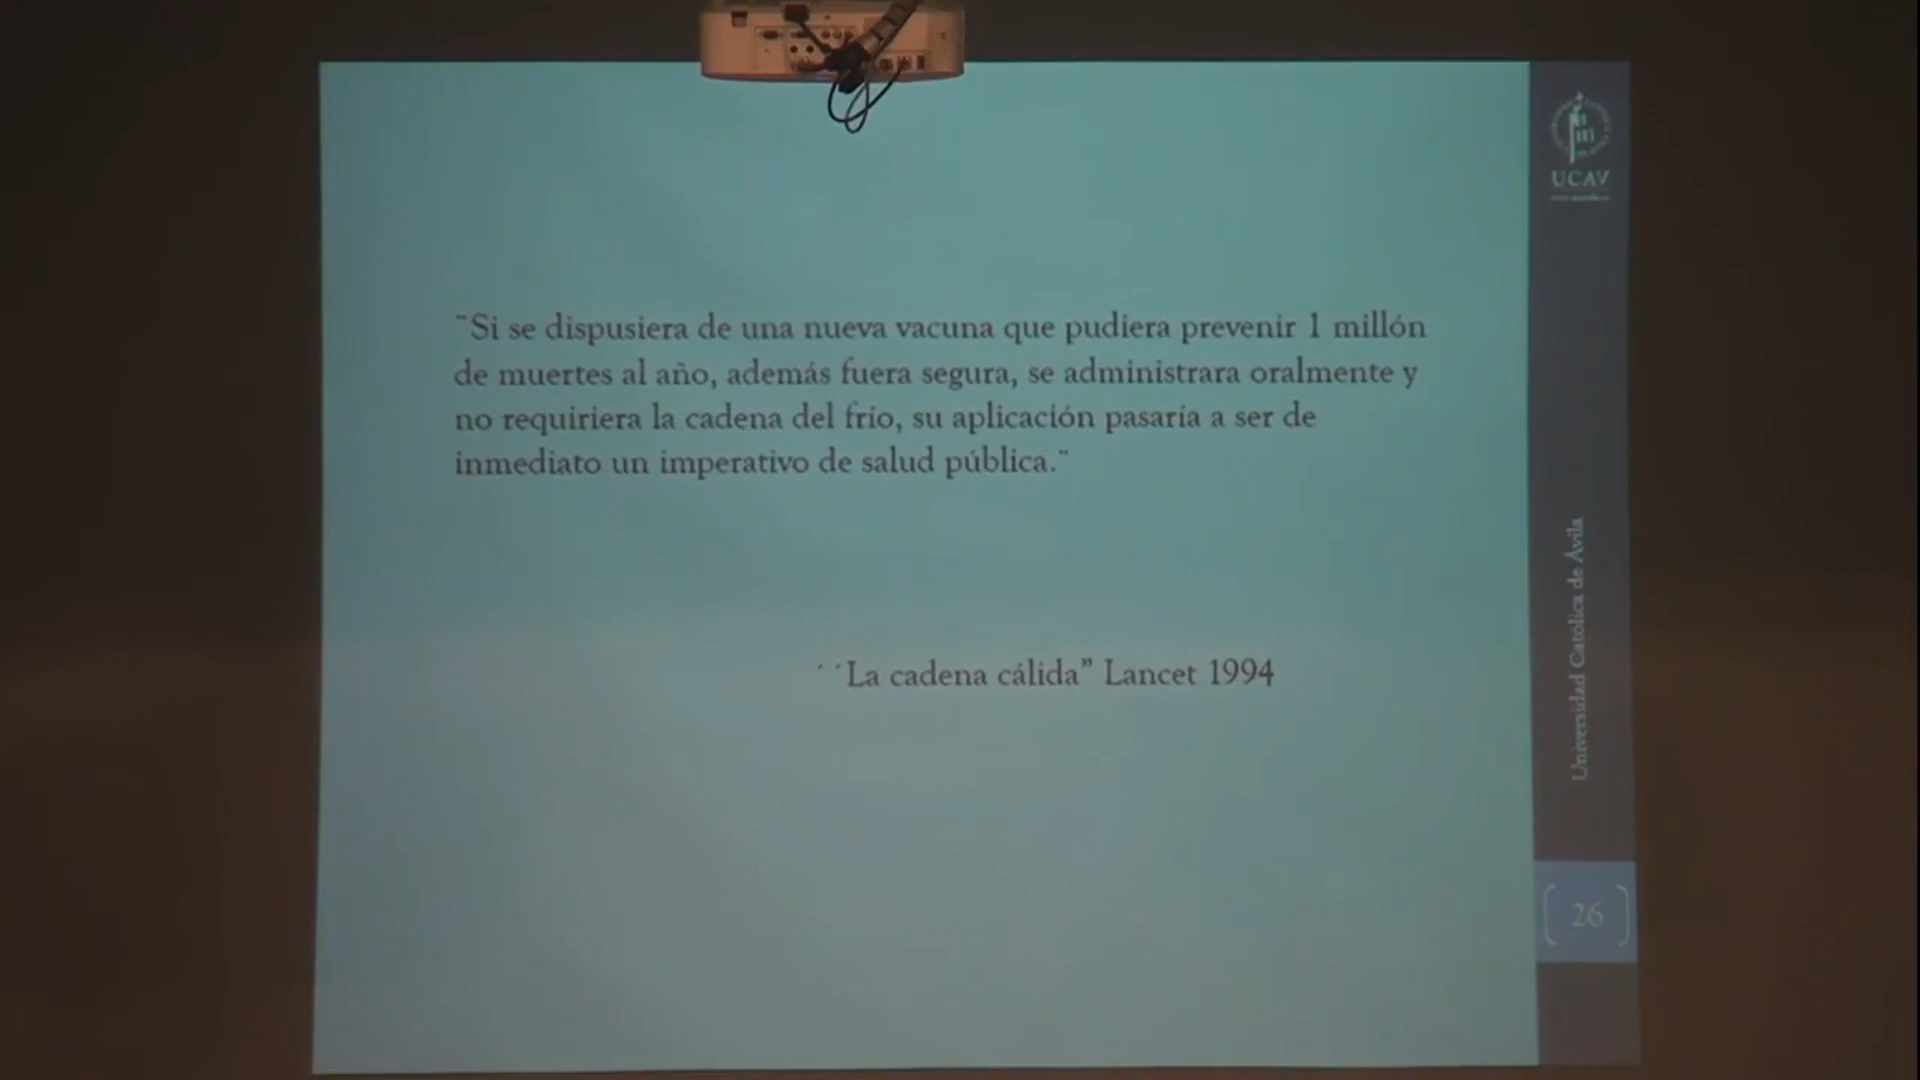 ¨Si se dispusiera de una nueva vacuna que pudiera prevenir 1 millón
de muertes al año, además fuera segura, se administrara oralmente y
no requiriera la cadena del frío, su aplicación pasaría a ser de
inmediato un imperativo de salud pública.¨
´´La cadena cálida” Lancet 1994
UCAV
Universidad Católica de Ávila
26